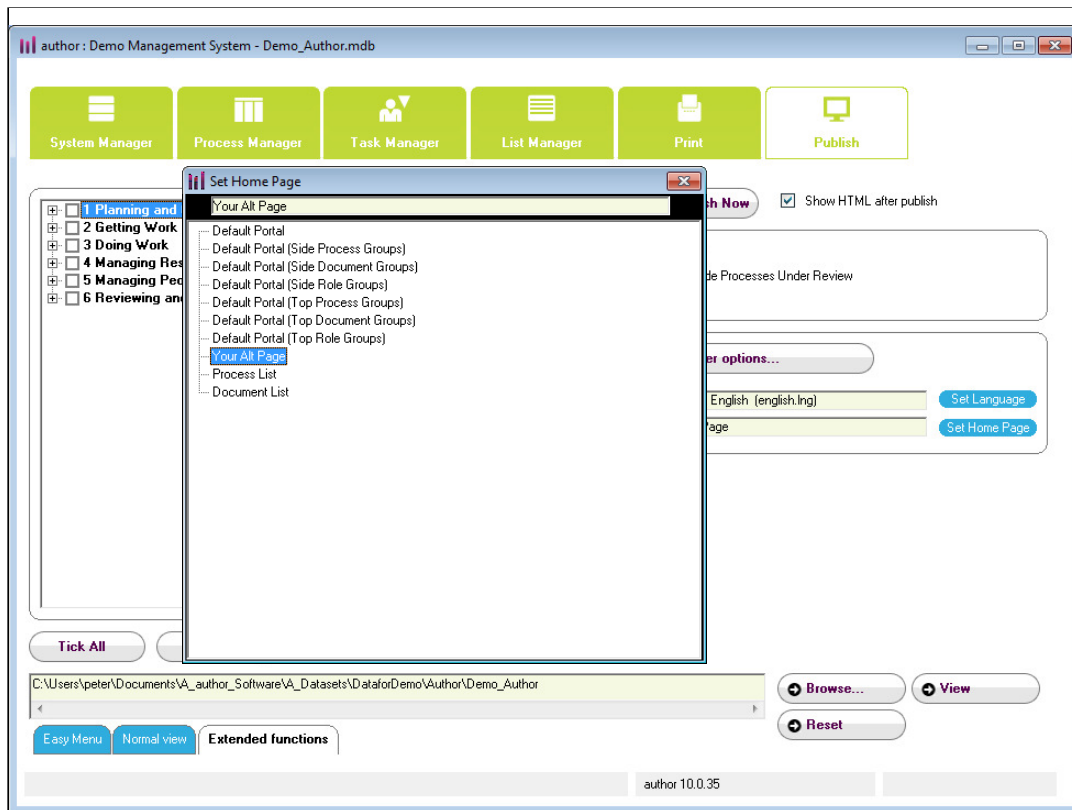 author : Demo Management System - Demo_Author.mdb
System Manager
Process Manager
Task Manager
List Manager
Print
Publish
Set Home Page
Your Alt Page
sh Now
Show HTML after publish
1 Planning and
2 Getting Work
3 Doing Work
4 Managing Res
5 Managing Peo
6 Reviewing an
Default Portal
Default Portal (Side Process Groups)
Default Portal (Side Document Groups)
Default Portal (Side Role Groups)
Default Portal (Top Process Groups)
Default Portal (Top Document Groups)
Default Portal (Top Role Groups)
Your Alt Page
Process List
Document List
de Processes Under Review
er options...
English (english.lng)
Set Language
Page
Set Home Page
Tick All
C:\Users\peter\Documents\A_author_Software\A_Datasets\DataforDemo\Author\Demo_Author
Browse...
View
Reset
Easy Menu
Normal view
Extended functions
author 10.0.35